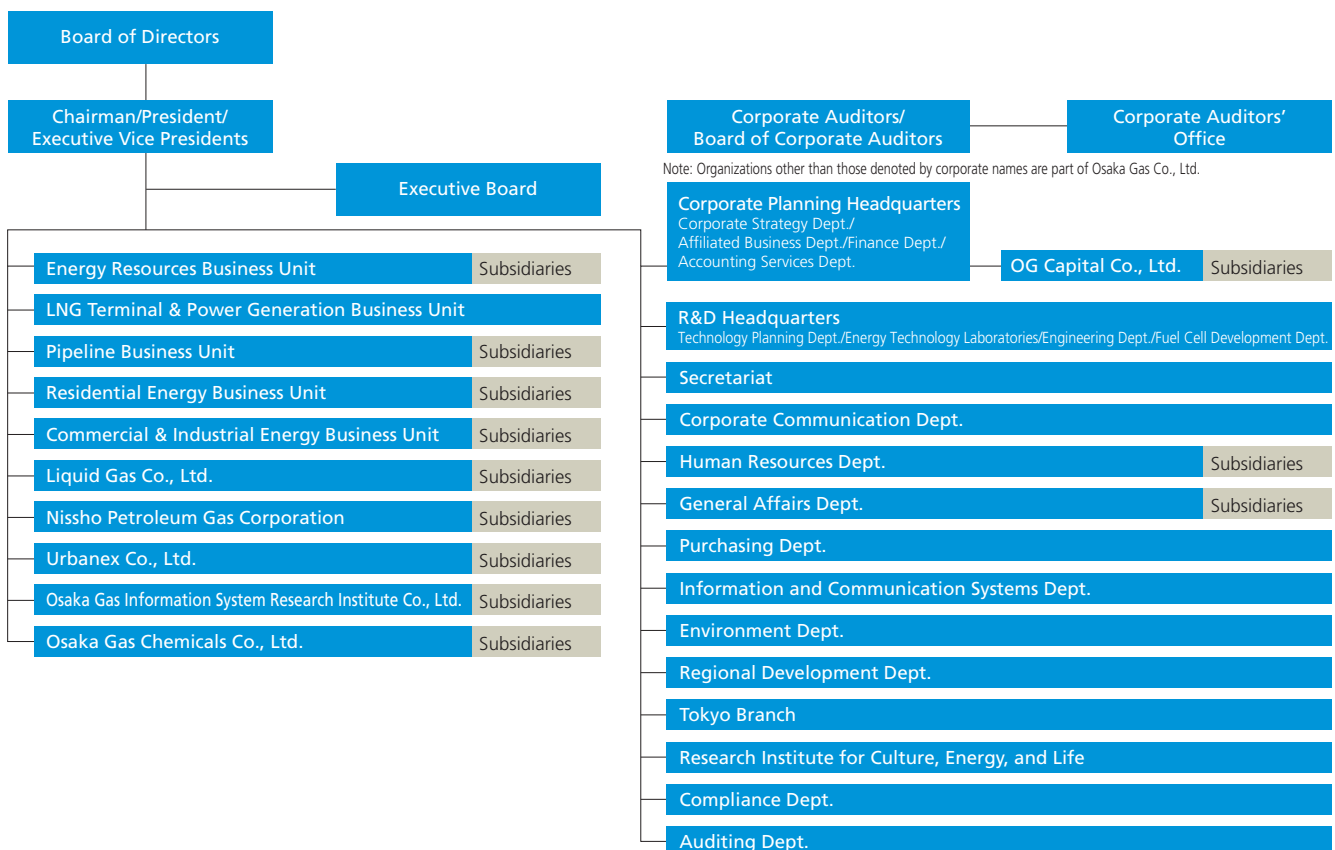 Board of Directors
Chairman/President/
Executive Vice Presidents
Executive Board
Energy Resources Business Unit Subsidiaries
LNG Terminal & Power Generation Business Unit
Pipeline Business Unit Subsidiaries
Residential Energy Business Unit Subsidiaries
Commercial & Industrial Energy Business Unit Subsidiaries
Liquid Gas Co., Ltd. Subsidiaries
Nissho Petroleum Gas Corporation Subsidiaries
Urbanex Co., Ltd. Subsidiaries
Osaka Gas Information System Research Institute Co., Ltd. Subsidiaries
Osaka Gas Chemicals Co., Ltd. Subsidiaries
Corporate Auditors/
Board of Corporate Auditors
Corporate Auditors’
Office
Note: Organizations other than those denoted by corporate names are part of Osaka Gas Co., Ltd.
Corporate Planning Headquarters
Corporate Strategy Dept./
Affiliated Business Dept./Finance Dept./
Accounting Services Dept.
OG Capital Co., Ltd. Subsidiaries
R&D Headquarters
Technology Planning Dept./Energy Technology Laboratories/Engineering Dept./Fuel Cell Development Dept.
Secretariat
Corporate Communication Dept.
Human Resources Dept. Subsidiaries
General Affairs Dept. Subsidiaries
Purchasing Dept.
Information and Communication Systems Dept.
Environment Dept.
Regional Development Dept.
Tokyo Branch
Research Institute for Culture, Energy, and Life
Compliance Dept.
Auditing Dept.